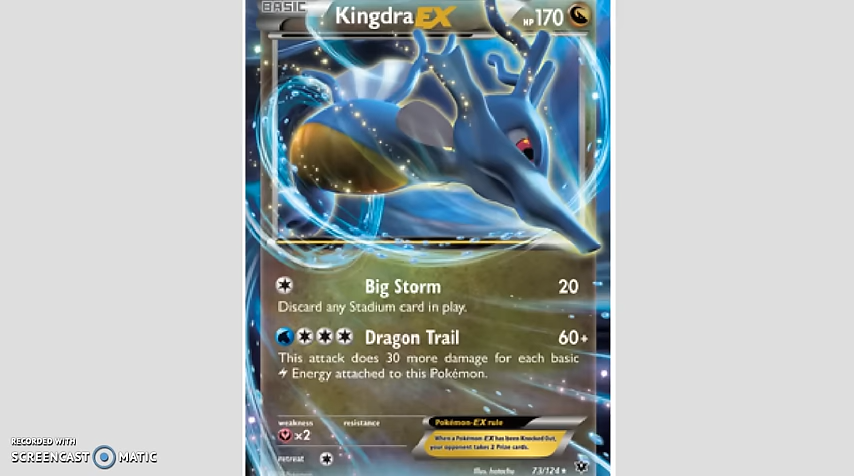 BASIC
Kingdra EX
HP 170
Big Storm 20
Discard any Stadium card in play.
Dragon Trail 60+
This attack does 30 more damage for each basic
Energy attached to this Pokémon.
weakness resistance
×2
retreat
Pokémon-EX rule
When a Pokémon-EX has been Knocked Out,
your opponent takes 2 Prize cards.
Illus. hatachu
73/124
RECORDED WITH
SCREENCAST MATIC